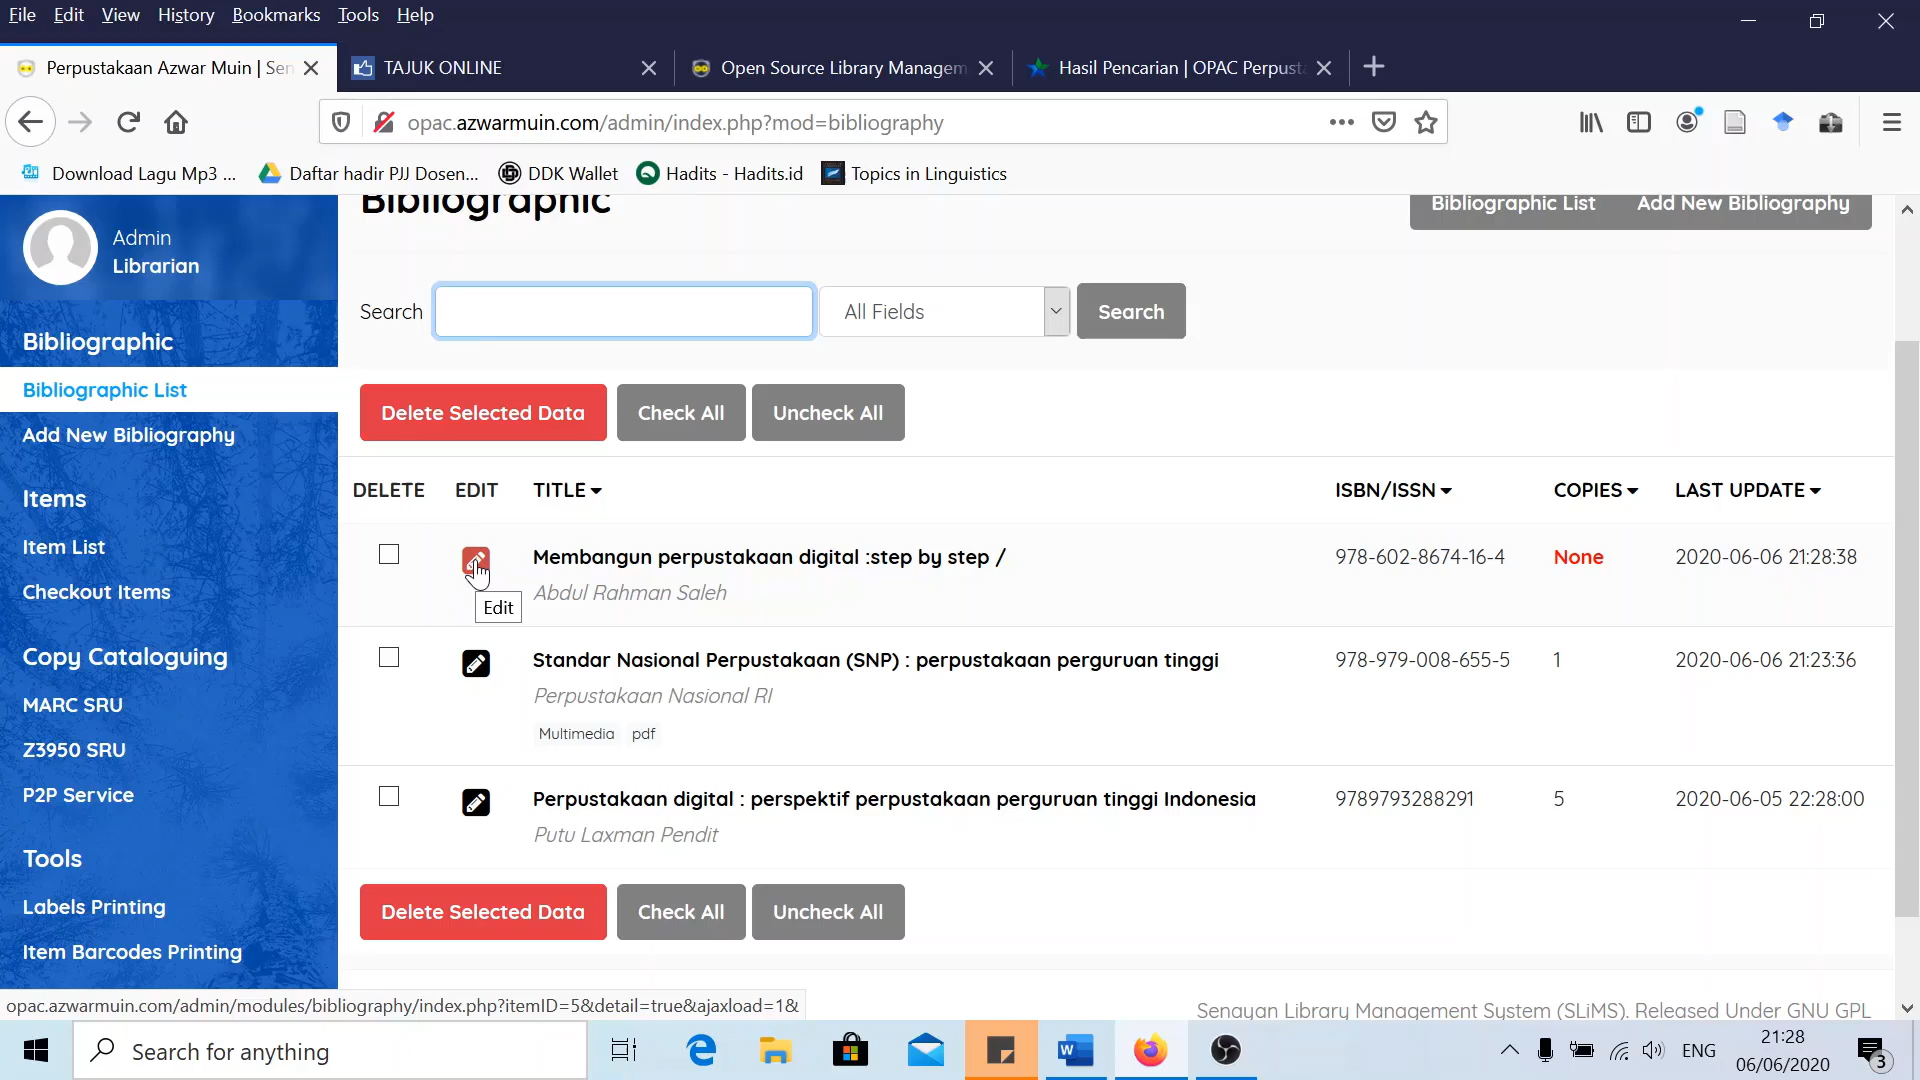 File Edit View History Bookmarks Tools Help
Perpustakaan Azwar Muin | Sen
TAJUK ONLINE
Open Source Library Managem
Hasil Pencarian | OPAC Perpust
opac.azwarmuin.com/admin/index.php?mod=bibliography
Download Lagu Mp3 ...
Daftar hadir PJJ Dosen...
DDK Wallet
Hadits - Hadits.id
Topics in Linguistics
Admin
Librarian
Bibliographic
Bibliographic List
Add New Bibliography
Items
Item List
Checkout Items
Copy Cataloguing
MARC SRU
Z3950 SRU
P2P Service
Tools
Labels Printing
Item Barcodes Printing
Bibliographic
Bibliographic List Add New Bibliography
Search All Fields Search
Delete Selected Data Check All Uncheck All
DELETE EDIT TITLE ISBN/ISSN COPIES LAST UPDATE
Membangun perpustakaan digital :step by step / 978-602-8674-16-4 None 2020-06-06 21:28:38
Abdul Rahman Saleh
Edit
Standar Nasional Perpustakaan (SNP) : perpustakaan perguruan tinggi 978-979-008-655-5 1 2020-06-06 21:23:36
Perpustakaan Nasional RI
Multimedia pdf
Perpustakaan digital : perspektif perpustakaan perguruan tinggi Indonesia 9789793288291 5 2020-06-05 22:28:00
Putu Laxman Pendit
Delete Selected Data Check All Uncheck All
opac.azwarmuin.com/admin/modules/bibliography/index.php?itemID=5&detail=true&ajaxload=1&
Senayan Library Management System (SLiMS). Released Under GNU GPL
Search for anything
ENG
21:28
06/06/2020
3